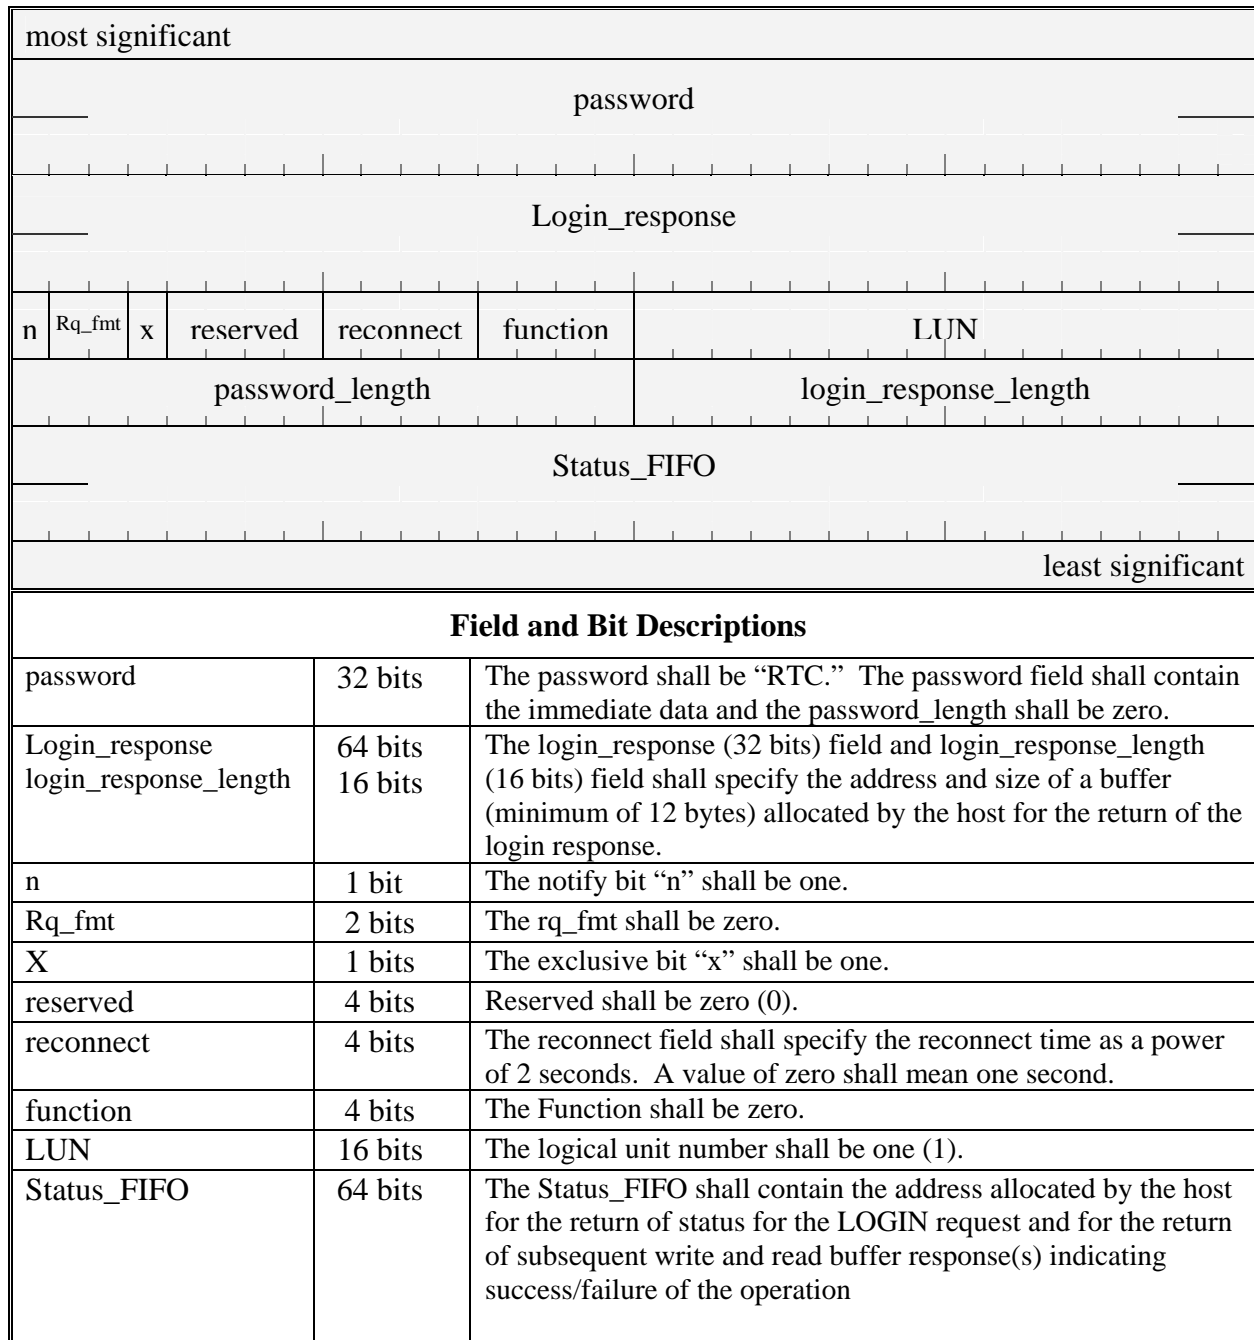 most significant
password
Login_response
n Rq_fmt x reserved reconnect function LUN
password_length login_response_length
Status_FIFO
least significant
Field and Bit Descriptions
password 32 bits The password shall be “RTC.” The password field shall contain
the immediate data and the password_length shall be zero.
Login_response 64 bits The login_response (32 bits) field and login_response_length
login_response_length 16 bits (16 bits) field shall specify the address and size of a buffer
(minimum of 12 bytes) allocated by the host for the return of the
login response.
n 1 bit The notify bit “n” shall be one.
Rq_fmt 2 bits The rq_fmt shall be zero.
X 1 bits The exclusive bit “x” shall be one.
reserved 4 bits Reserved shall be zero (0).
reconnect 4 bits The reconnect field shall specify the reconnect time as a power
of 2 seconds. A value of zero shall mean one second.
function 4 bits The Function shall be zero.
LUN 16 bits The logical unit number shall be one (1).
Status_FIFO 64 bits The Status_FIFO shall contain the address allocated by the host
for the return of status for the LOGIN request and for the return
of subsequent write and read buffer response(s) indicating
success/failure of the operation